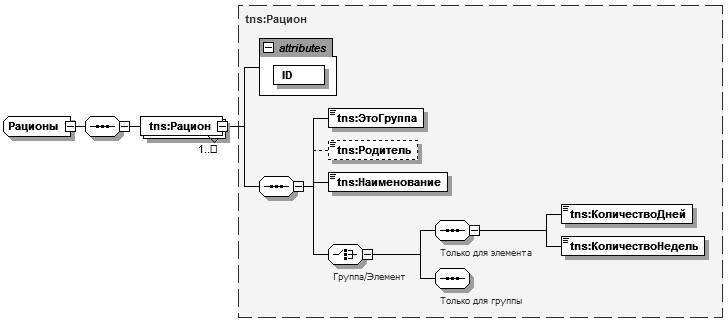 tns:Рацион
attributes
ID
Рационы
tns:Рацион
1..□
tns:ЭтоГруппа
tns:Родитель
tns:Наименование
Группа/Элемент
Только для элемента
tns:КоличествоДней
tns:КоличествоНедель
Только для группы